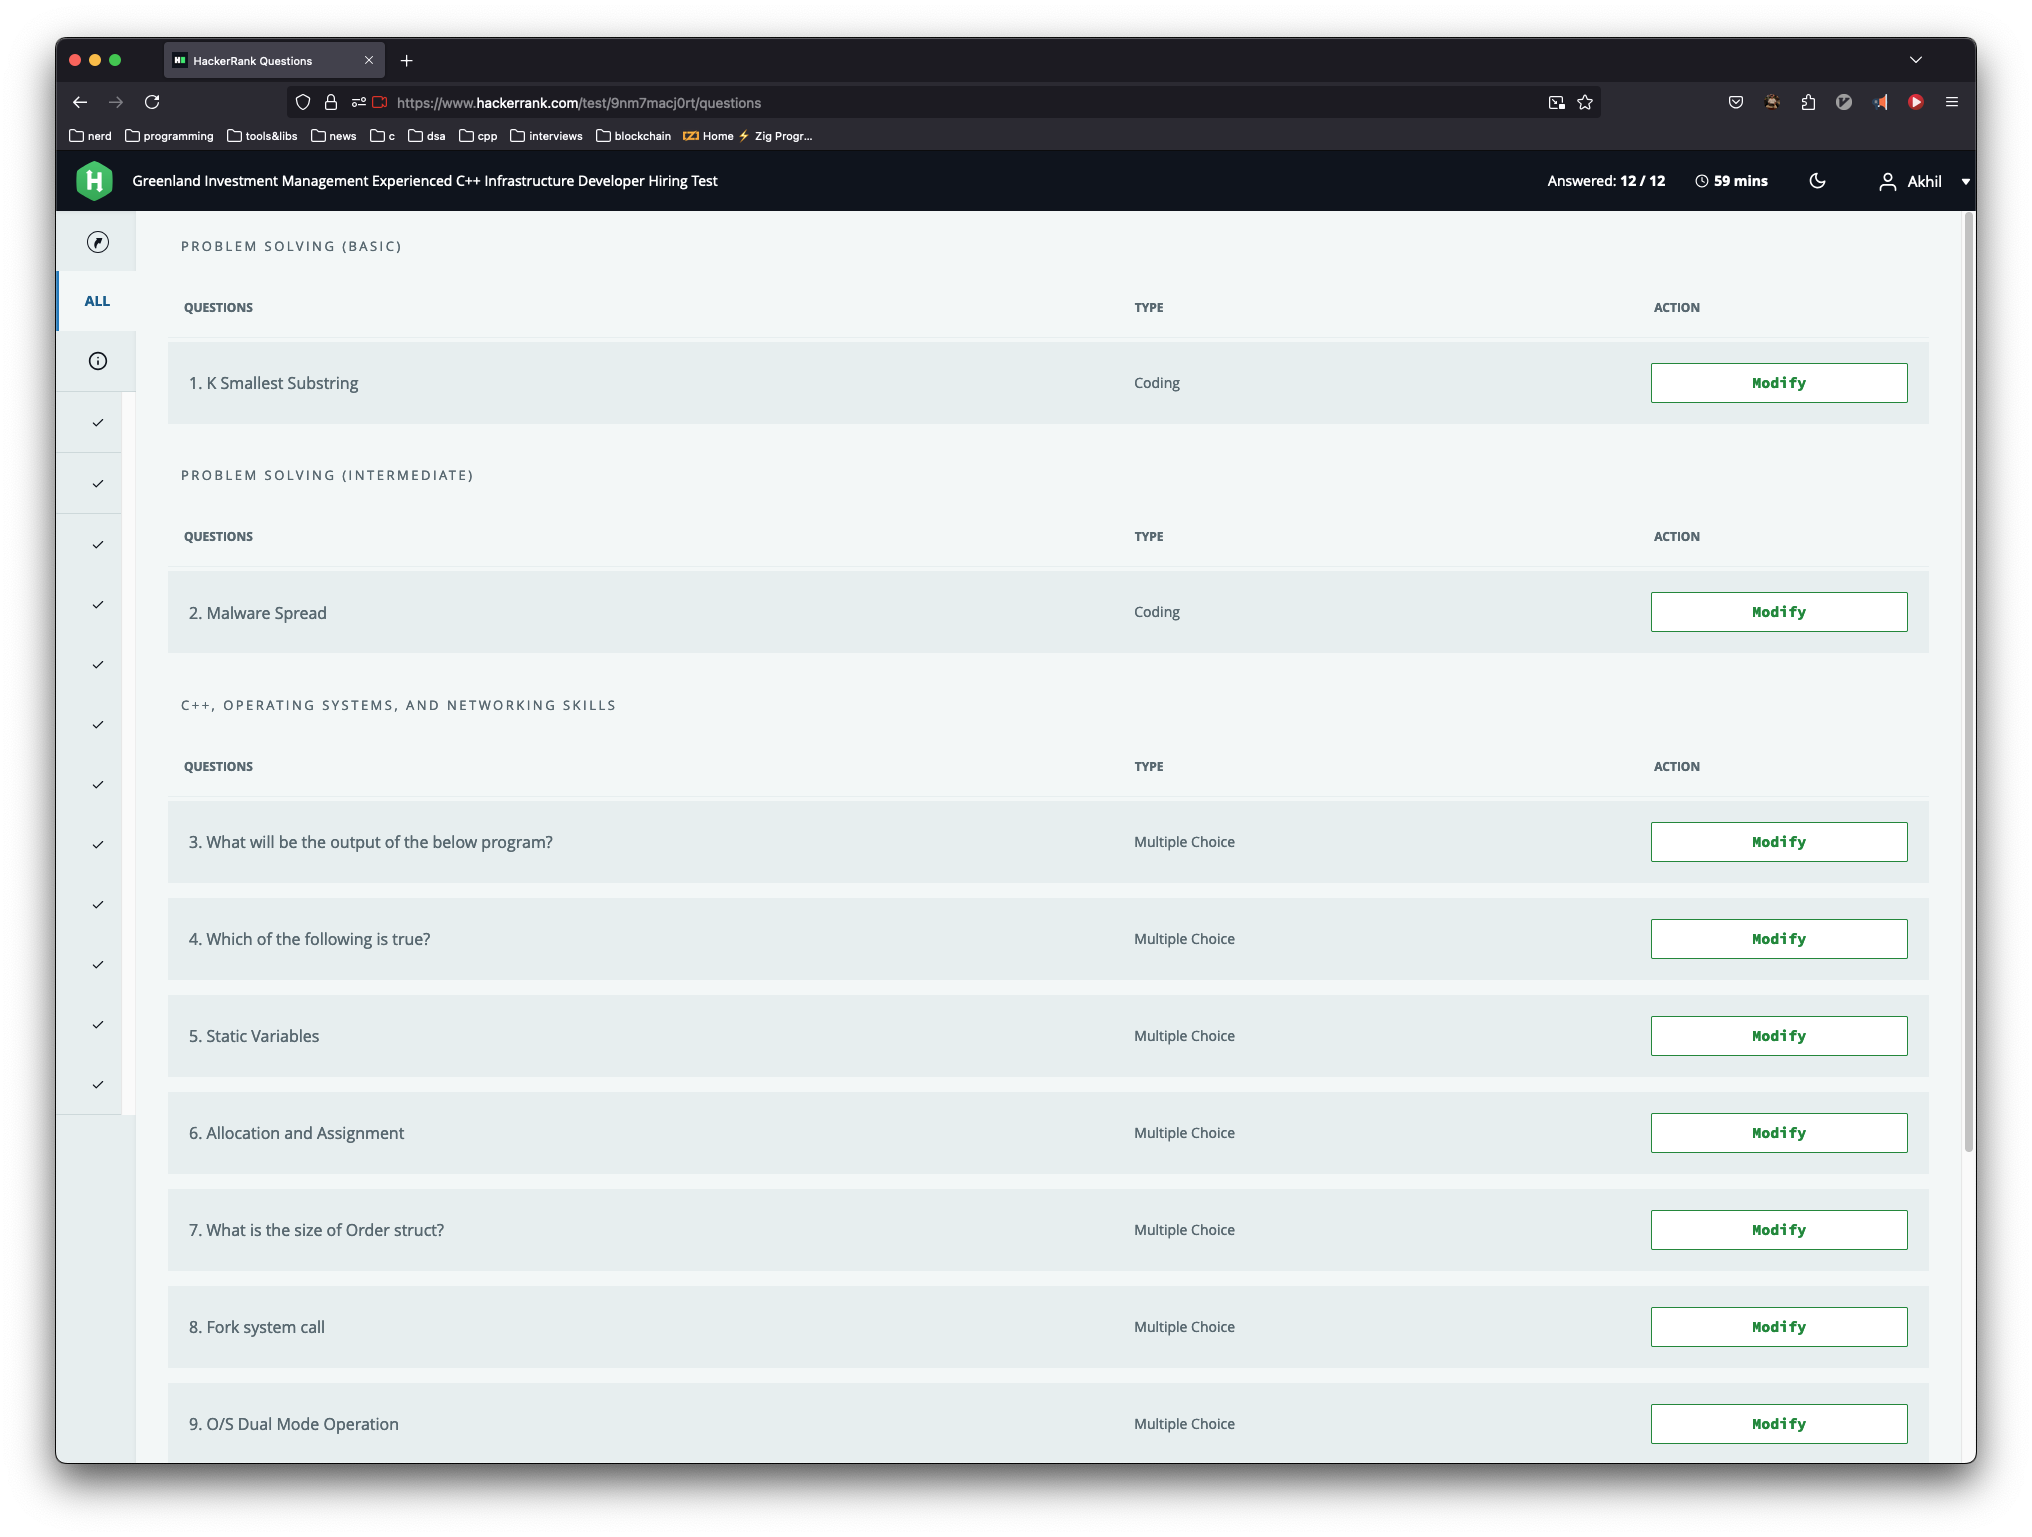 HackerRank Questions
https://www.hackerrank.com/test/9nm7macj0rt/questions
nerd programming tools&libs news c dsa cpp interviews blockchain Home ⚡ Zig Progr...
Greenland Investment Management Experienced C++ Infrastructure Developer Hiring Test Answered: 12 / 12 59 mins Akhil
PROBLEM SOLVING (BASIC)
QUESTIONS TYPE ACTION
ALL
1. K Smallest Substring Coding Modify
PROBLEM SOLVING (INTERMEDIATE)
QUESTIONS TYPE ACTION
2. Malware Spread Coding Modify
C++, OPERATING SYSTEMS, AND NETWORKING SKILLS
QUESTIONS TYPE ACTION
3. What will be the output of the below program? Multiple Choice Modify
4. Which of the following is true? Multiple Choice Modify
5. Static Variables Multiple Choice Modify
6. Allocation and Assignment Multiple Choice Modify
7. What is the size of Order struct? Multiple Choice Modify
8. Fork system call Multiple Choice Modify
9. O/S Dual Mode Operation Multiple Choice Modify